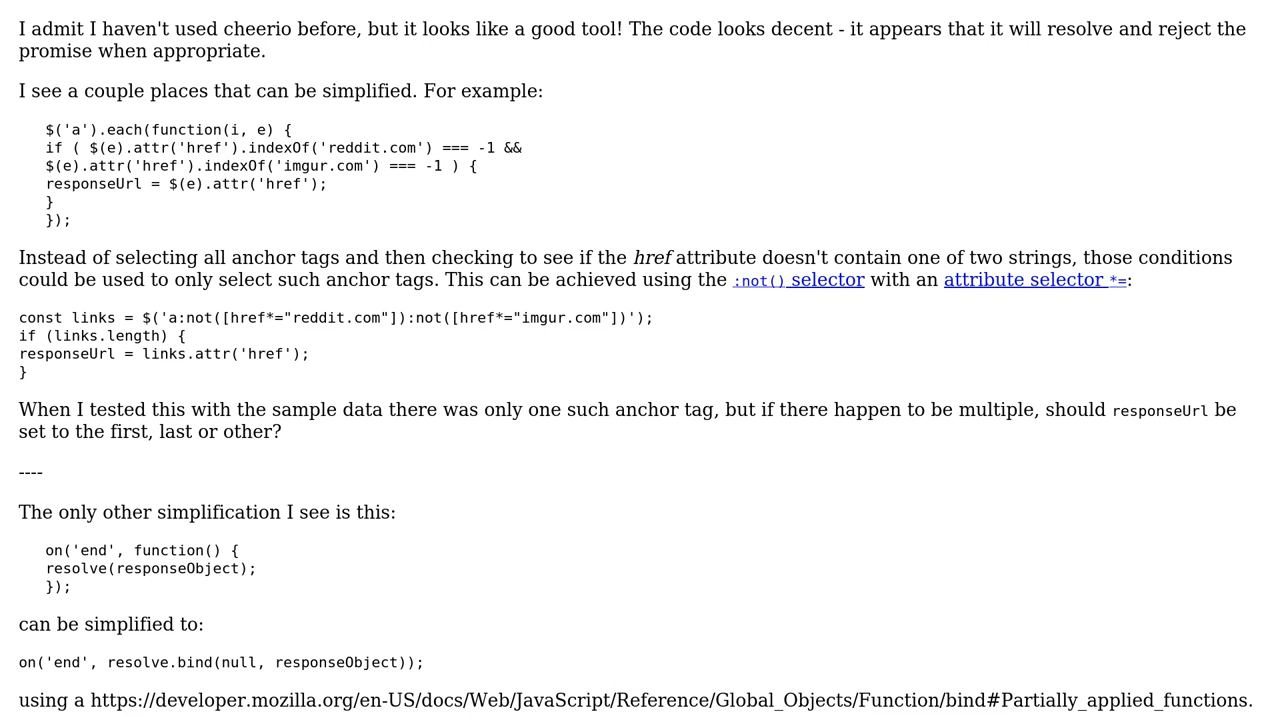 I admit I haven't used cheerio before, but it looks like a good tool! The code looks decent - it appears that it will resolve and reject the
promise when appropriate.
I see a couple places that can be simplified. For example:
$('a').each(function(i, e) {
if ( $(e).attr('href').indexOf('reddit.com') === -1 &&
$(e).attr('href').indexOf('imgur.com') === -1 ) {
responseUrl = $(e).attr('href');
}
});
Instead of selecting all anchor tags and then checking to see if the href attribute doesn't contain one of two strings, those conditions
could be used to only select such anchor tags. This can be achieved using the :not() selector with an attribute selector *=:
const links = $('a:not([href*="reddit.com"]):not([href*="imgur.com"])');
if (links.length) {
responseUrl = links.attr('href');
}
When I tested this with the sample data there was only one such anchor tag, but if there happen to be multiple, should responseUrl be
set to the first, last or other?
----
The only other simplification I see is this:
on('end', function() {
resolve(responseObject);
});
can be simplified to:
on('end', resolve.bind(null, responseObject));
using a https://developer.mozilla.org/en-US/docs/Web/JavaScript/Reference/Global_Objects/Function/bind#Partially_applied_functions.